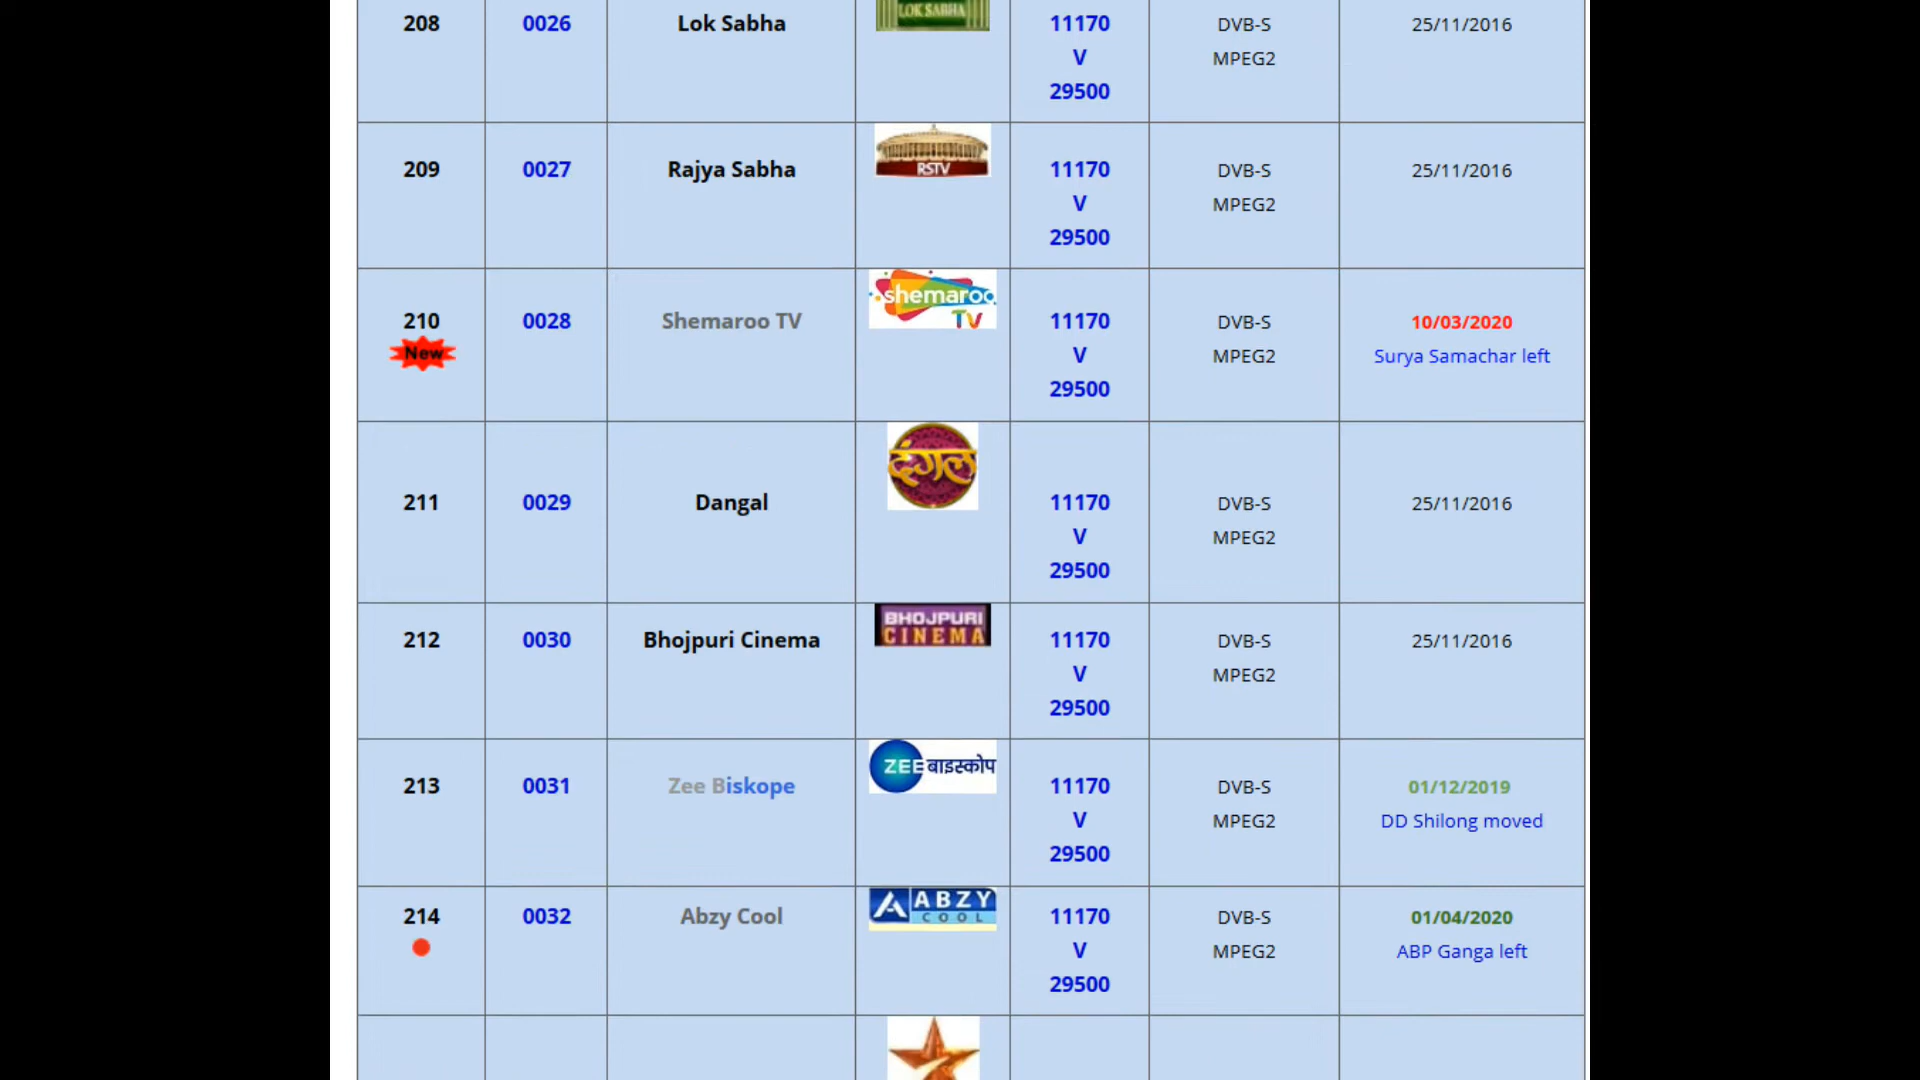 208 0026 Lok Sabha LOK SABHA 11170 DVB-S 25/11/2016
V MPEG2
29500
209 0027 Rajya Sabha RSTV 11170 DVB-S 25/11/2016
V MPEG2
29500
210 0028 Shemaroo TV shemaroo TV 11170 DVB-S 10/03/2020
New V MPEG2 Surya Samachar left
29500
211 0029 Dangal दंगल 11170 DVB-S 25/11/2016
V MPEG2
29500
212 0030 Bhojpuri Cinema BHOJPURI CINEMA 11170 DVB-S 25/11/2016
V MPEG2
29500
213 0031 Zee Biskope ZEE बाइस्कोप 11170 DVB-S 01/12/2019
V MPEG2 DD Shilong moved
29500
214 0032 Abzy Cool ABZY COOL 11170 DVB-S 01/04/2020
V MPEG2 ABP Ganga left
29500